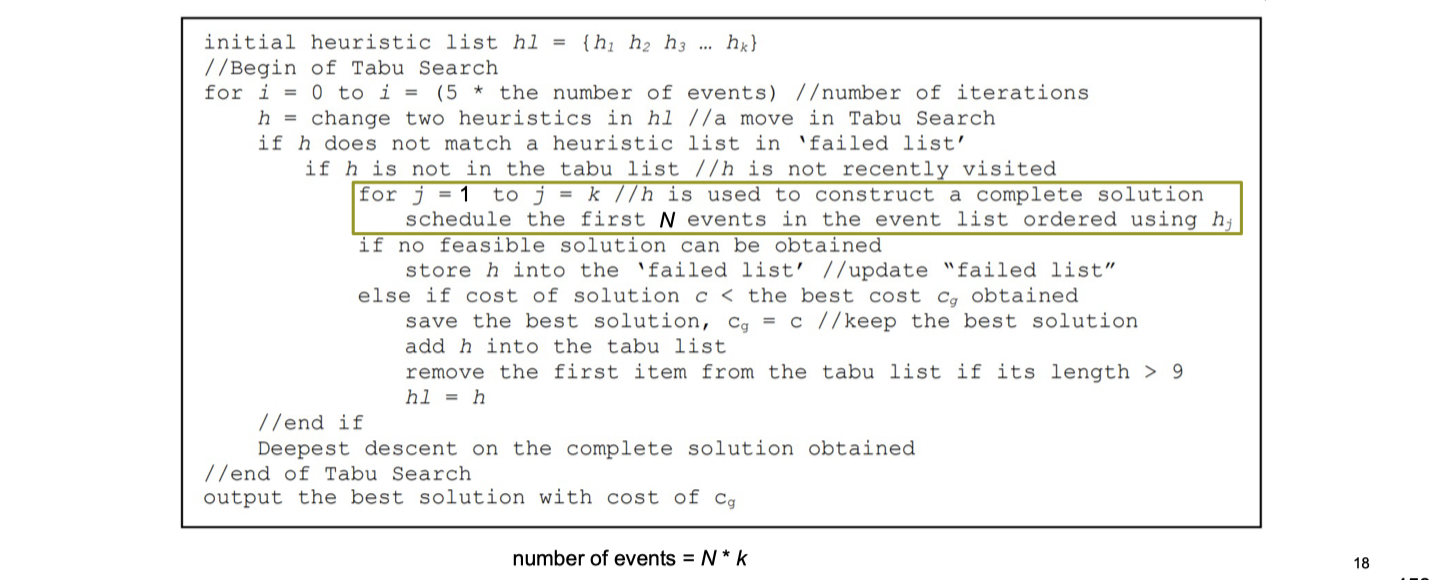 initial heuristic list hl = {h₁ h₂ h₃ … hₖ}
//Begin of Tabu Search
for i = 0 to i = (5 * the number of events) //number of iterations
h = change two heuristics in hl //a move in Tabu Search
if h does not match a heuristic list in ‘failed list’
if h is not in the tabu list //h is not recently visited
for j = 1 to j = k //h is used to construct a complete solution
schedule the first N events in the event list ordered using hⱼ
if no feasible solution can be obtained
store h into the ‘failed list’ //update “failed list”
else if cost of solution c < the best cost c_g obtained
save the best solution, c_g = c //keep the best solution
add h into the tabu list
remove the first item from the tabu list if its length > 9
hl = h
//end if
Deepest descent on the complete solution obtained
//end of Tabu Search
output the best solution with cost of c_g
number of events = N * k
18